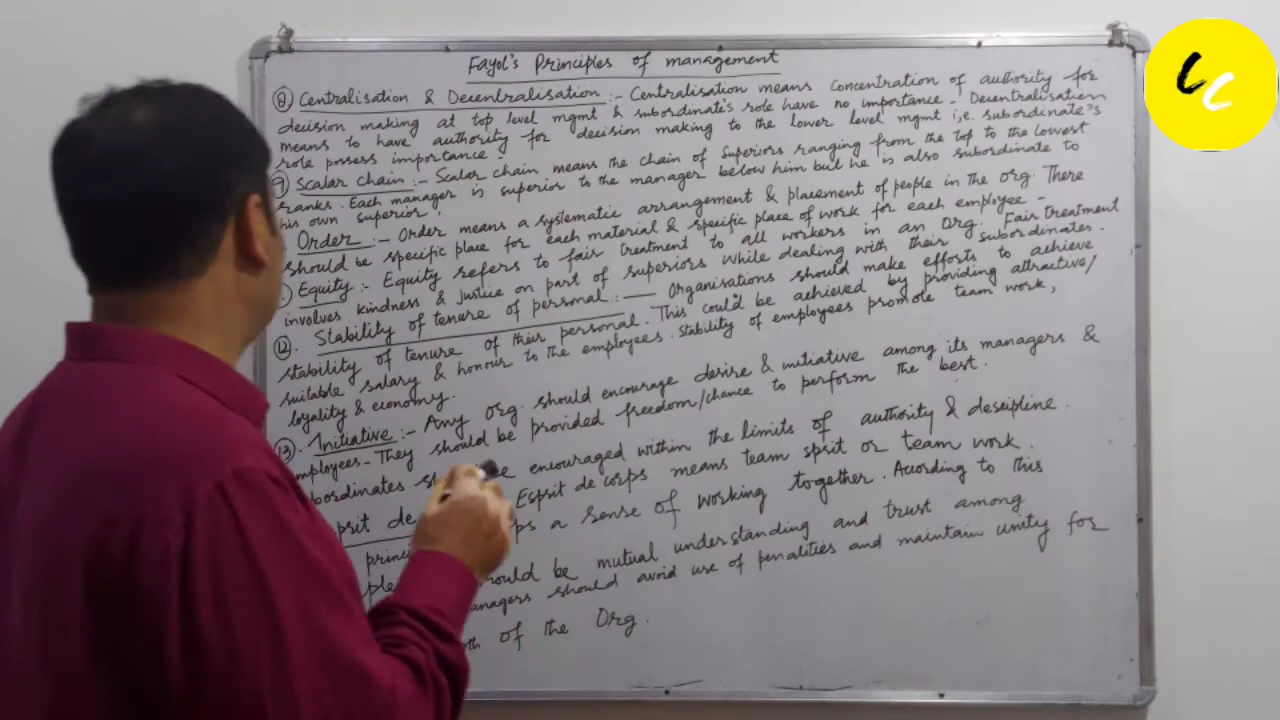 Fayol's Principles of management
⑧ Centralisation & Decentralisation :- Centralisation means concentration of authority for
decision making at top level mgmt & subordinate's role have no importance. Decentralisation
means to have authority for decision making to the lower level mgmt i,e. subordinate's
role possess importance.
⑨ Scalar chain :- Scalar chain means the chain of superiors ranging from the top to the lowest
ranks. Each manager is superior to the manager below him but he is also subordinate to
his own superior.
Order :- Order means a systematic arrangement & placement of people in the org. There
should be specific place for each material & specific place of work for each employee -
Equity :- Equity refers to fair treatment to all workers in an Org. Fair treatment
involves kindness & justice on part of superiors while dealing with their subordinates.
⑫. Stability of tenure of personal :- Organisations should make efforts to achieve
stability of tenure of their personal. This could be achieved by providing attractive/
suitable salary & honour to the employees. Stability of employees promote team work,
loyality & economy.
⑬. Initiative :- Any org. should encourage desire & initiative among its managers &
employees - They should be provided freedom/chance to perform the best.
encouraged within the limits of authority & descipline.
de Esprit de'corps means team spirit or team work.
a sense of working together. According to this
should be mutual understanding and trust among
managers should avoid use of penalities and maintain unity for
of the Org.
CC